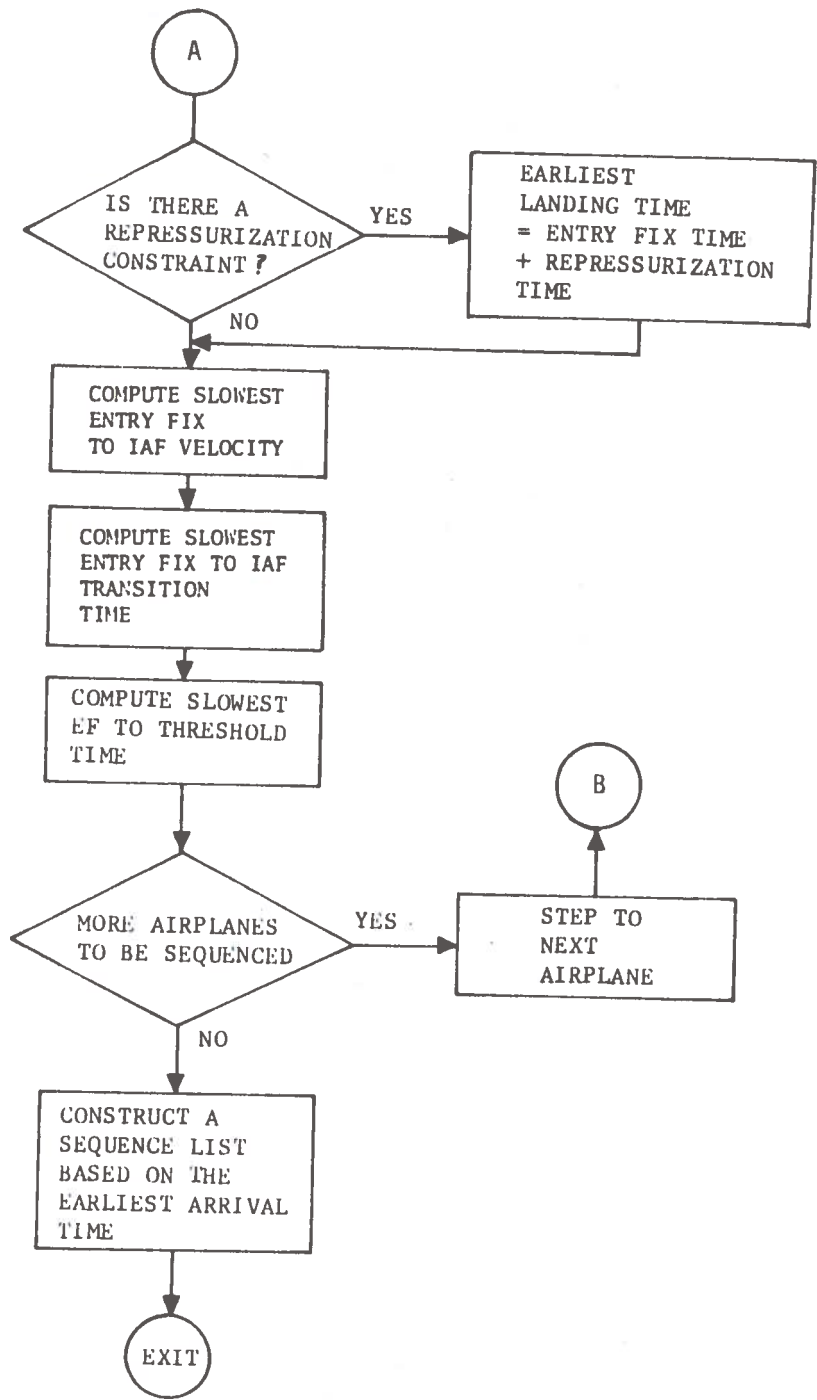 A
IS THERE A
REPRESSURIZATION
CONSTRAINT?
YES
EARLIEST
LANDING TIME
= ENTRY FIX TIME
+ REPRESSURIZATION
TIME
NO
COMPUTE SLOWEST
ENTRY FIX
TO IAF VELOCITY
COMPUTE SLOWEST
ENTRY FIX TO IAF
TRANSITION
TIME
COMPUTE SLOWEST
EF TO THRESHOLD
TIME
B
MORE AIRPLANES
TO BE SEQUENCED
YES
STEP TO
NEXT
AIRPLANE
NO
CONSTRUCT A
SEQUENCE LIST
BASED ON THE
EARLIEST ARRIVAL
TIME
EXIT